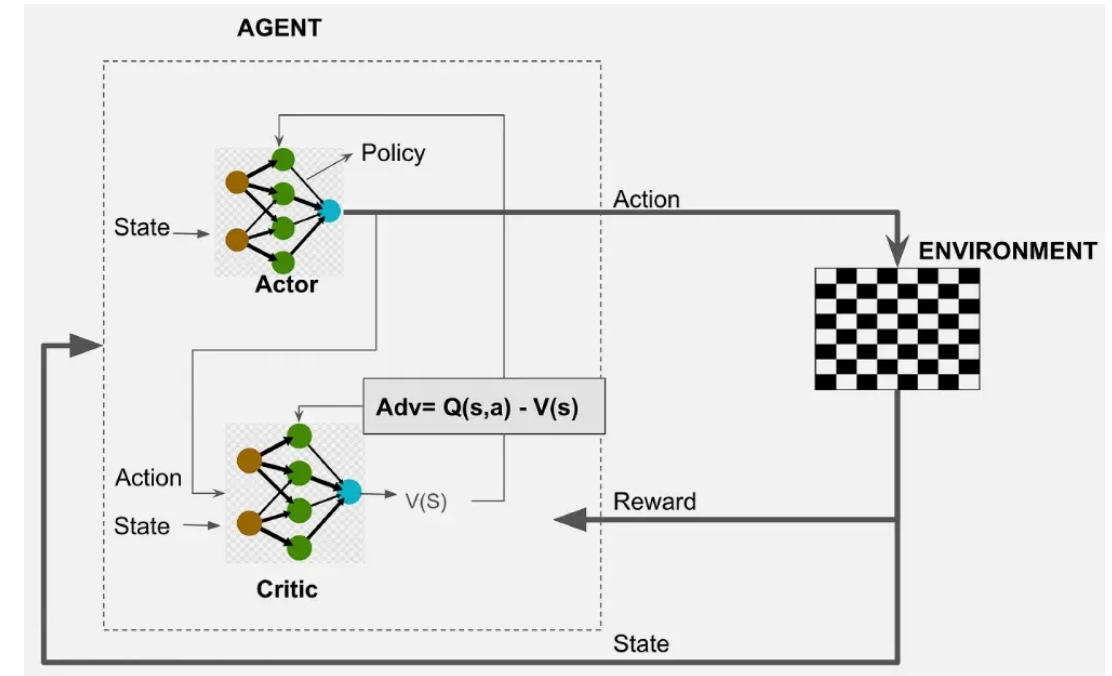 AGENT
Policy
State
Actor
Action
ENVIRONMENT
Adv= Q(s,a) - V(s)
Action
State
V(S)
Critic
Reward
State